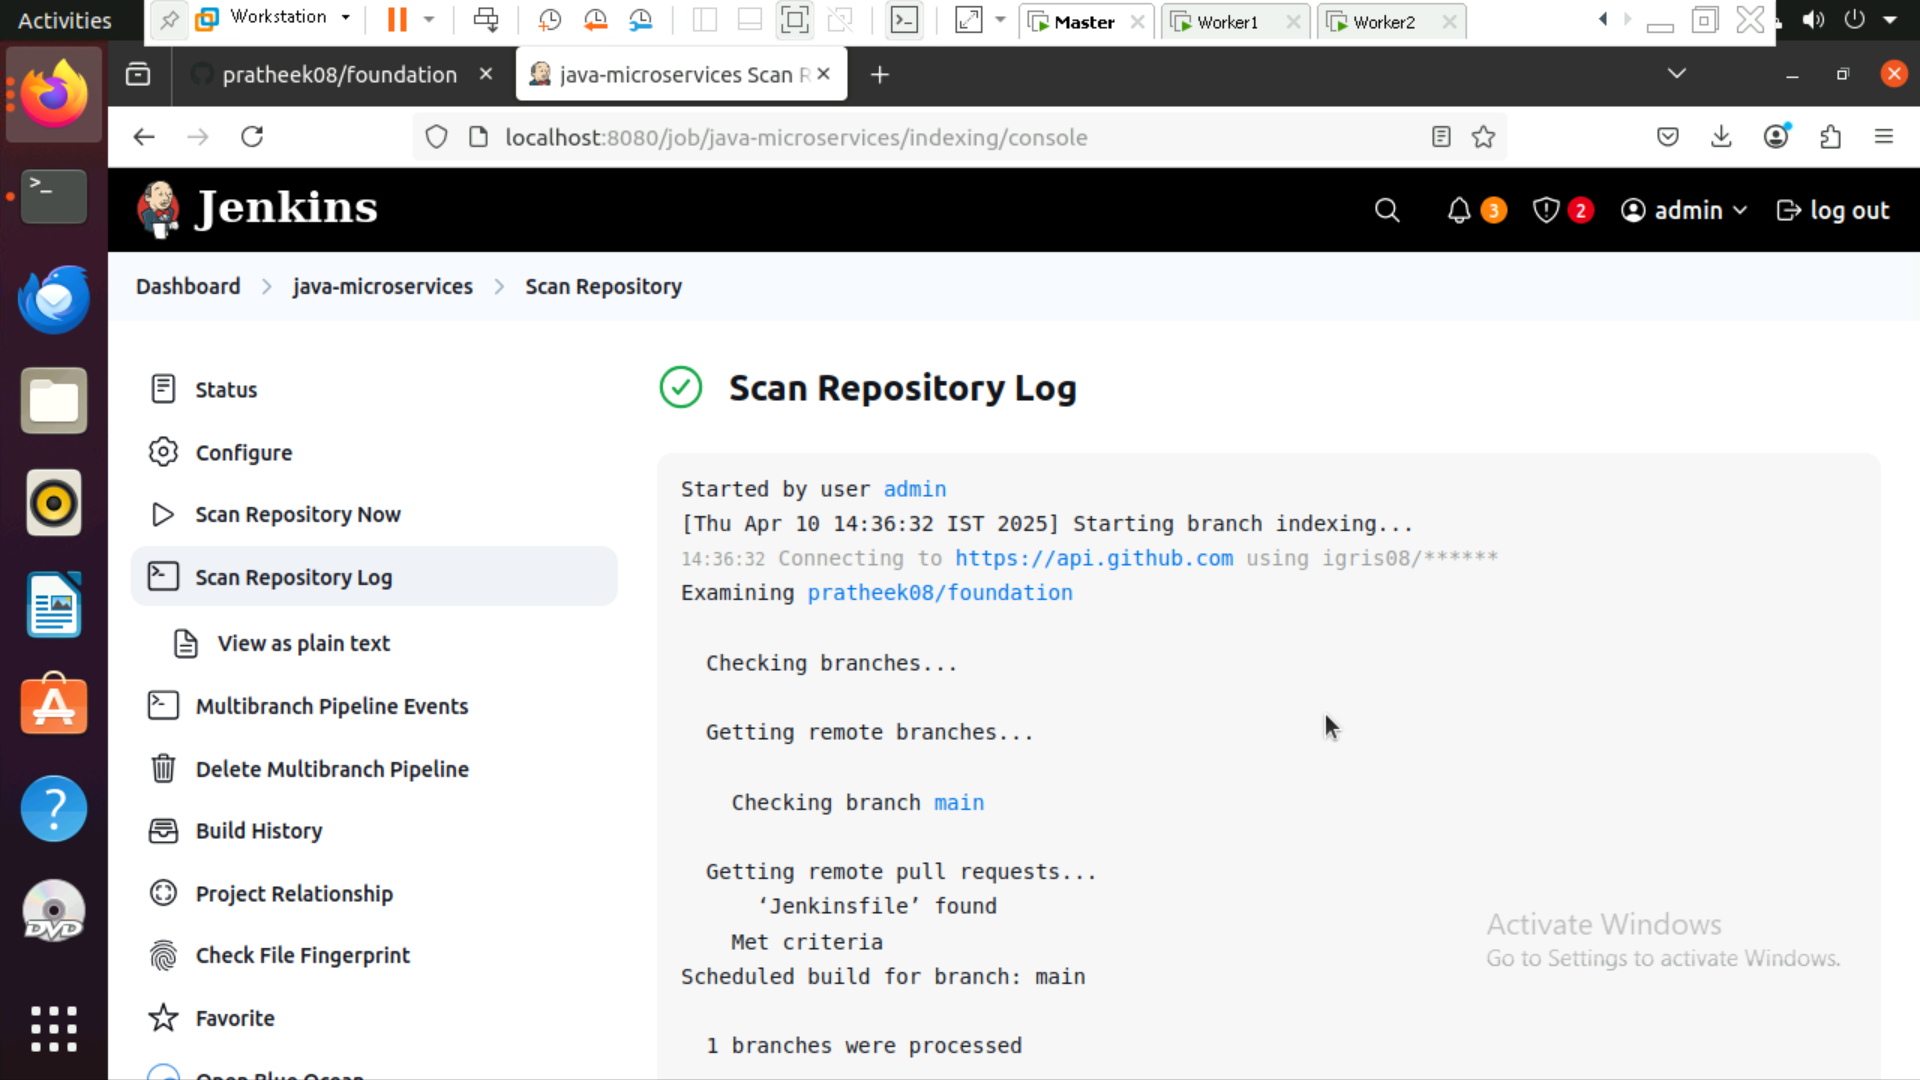 Activities
Workstation
Master
Worker1
Worker2
pratheek08/foundation
java-microservices Scan R
localhost:8080/job/java-microservices/indexing/console
Jenkins
3
2
admin
log out
Dashboard
java-microservices
Scan Repository
Status
Configure
Scan Repository Now
Scan Repository Log
View as plain text
Multibranch Pipeline Events
Delete Multibranch Pipeline
Build History
Project Relationship
Check File Fingerprint
Favorite
Open Blue Ocean
Scan Repository Log
Started by user admin
[Thu Apr 10 14:36:32 IST 2025] Starting branch indexing...
14:36:32 Connecting to https://api.github.com using igris08/******
Examining pratheek08/foundation
Checking branches...
Getting remote branches...
Checking branch main
Getting remote pull requests...
‘Jenkinsfile’ found
Met criteria
Scheduled build for branch: main
1 branches were processed
Activate Windows
Go to Settings to activate Windows.
DVD